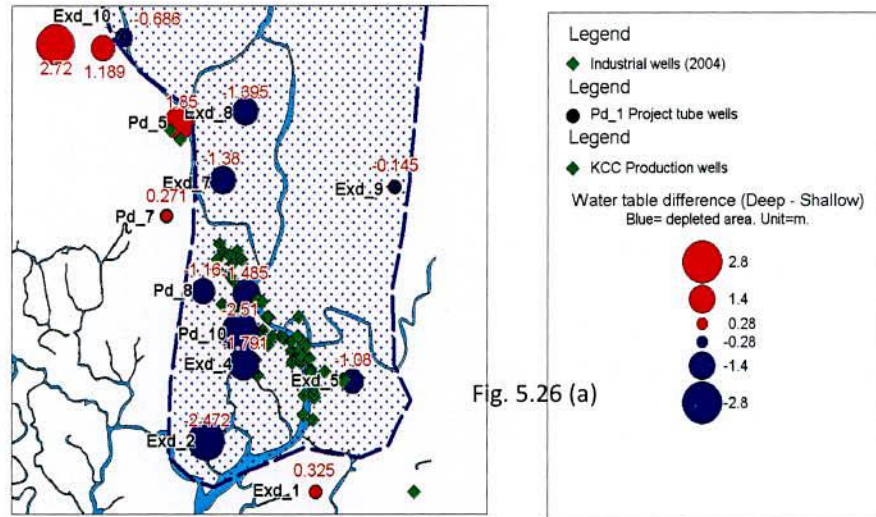 Exd_10
-0.686
2.72
1.189
-1.395
1.85
Exd_8
Pd_5
-1.38
Exd_7
-0.145
Exd_9
0.271
Pd_7
-1.16
-1.485
Pd_8
-2.51
Pd_10
-1.791
Exd_4
-1.08
Exd_5
-2.472
Exd_2
0.325
Exd_1
Fig. 5.26 (a)
Legend
Industrial wells (2004)
Legend
Pd_1 Project tube wells
Legend
KCC Production wells
Water table difference (Deep - Shallow)
Blue= depleted area. Unit=m.
2.8
1.4
0.28
-0.28
-1.4
-2.8